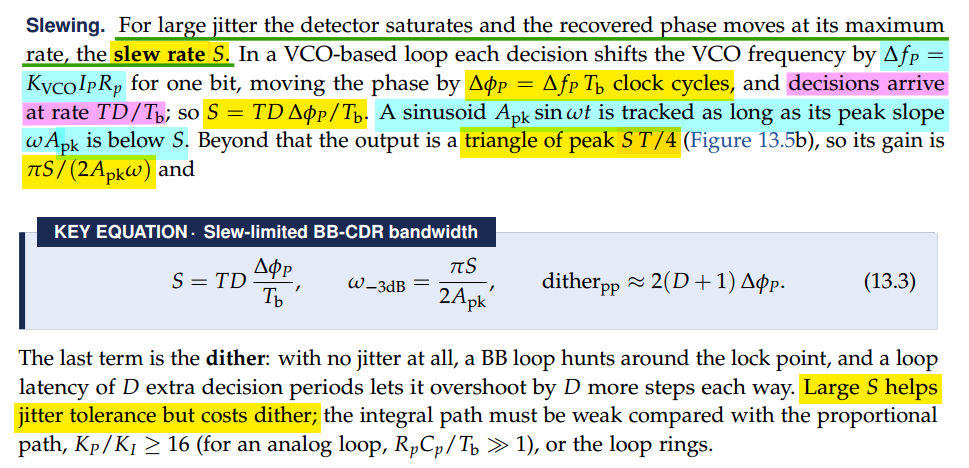 Slewing. For large jitter the detector saturates and the recovered phase moves at its maximum
rate, the slew rate S. In a VCO-based loop each decision shifts the VCO frequency by Δf_P =
K_VCO I_P R_p for one bit, moving the phase by Δϕ_P = Δf_P T_b clock cycles, and decisions arrive
at rate TD/T_b; so S = TD Δϕ_P/T_b. A sinusoid A_pk sin ωt is tracked as long as its peak slope
ωA_pk is below S. Beyond that the output is a triangle of peak S T/4 (Figure 13.5b), so its gain is
πS/(2A_pk ω) and
KEY EQUATION · Slew-limited BB-CDR bandwidth
S = TD Δϕ_P/T_b, ω_−3dB = πS/2A_pk, dither_pp ≈ 2(D + 1) Δϕ_P. (13.3)
The last term is the dither: with no jitter at all, a BB loop hunts around the lock point, and a loop
latency of D extra decision periods lets it overshoot by D more steps each way. Large S helps
jitter tolerance but costs dither; the integral path must be weak compared with the proportional
path, K_P/K_I ≥ 16 (for an analog loop, R_p C_p/T_b ≫ 1), or the loop rings.